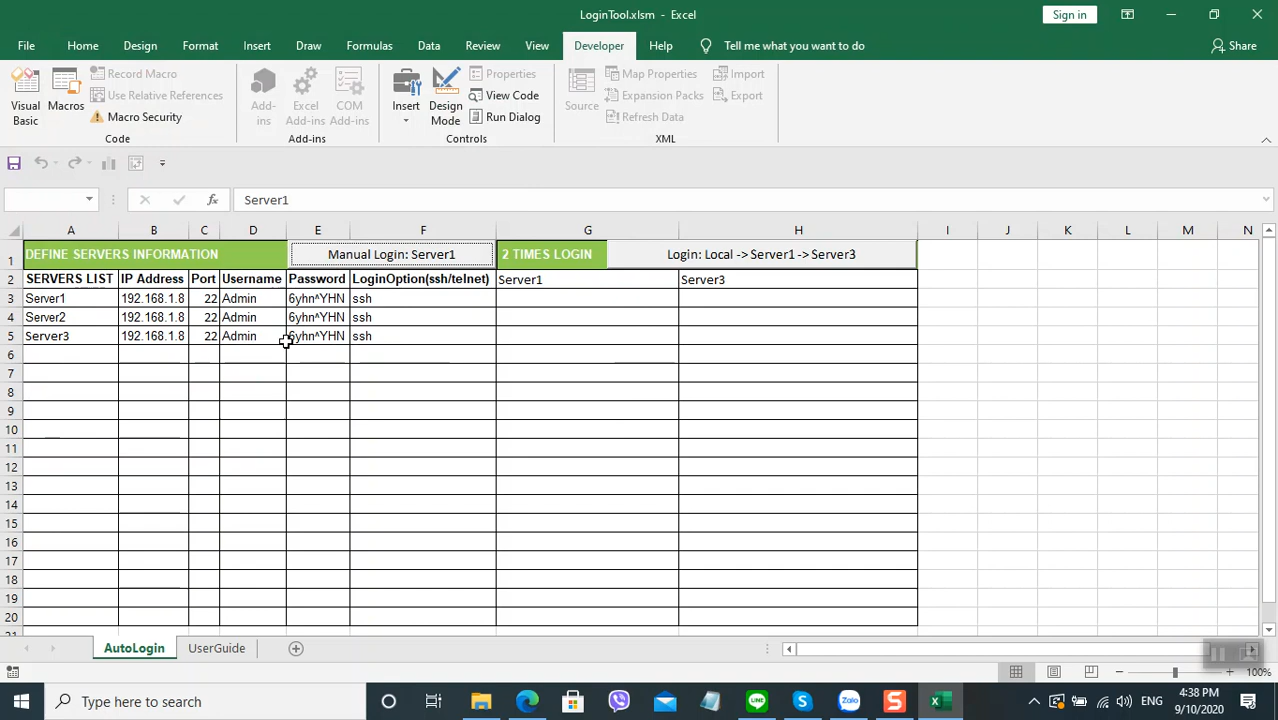 LoginTool.xlsm - Excel
Sign in
File Home Design Format Insert Draw Formulas Data Review View Developer Help Tell me what you want to do Share
Visual Basic
Macros
Record Macro
Use Relative References
Macro Security
Code
Add-ins
Excel Add-ins
COM Add-ins
Add-ins
Insert
Design Mode
Properties
View Code
Run Dialog
Controls
Source
Map Properties
Expansion Packs
Refresh Data
Import
Export
XML
fx Server1
A B C D E F G H I J K L M N
1 DEFINE SERVERS INFORMATION Manual Login: Server1 2 TIMES LOGIN Login: Local -> Server1 -> Server3
2 SERVERS LIST IP Address Port Username Password LoginOption(ssh/telnet) Server1 Server3
3 Server1 192.168.1.8 22 Admin 6yhn^YHN ssh
4 Server2 192.168.1.8 22 Admin 6yhn^YHN ssh
5 Server3 192.168.1.8 22 Admin 6yhn^YHN ssh
6
7
8
9
10
11
12
13
14
15
16
17
18
19
20
21
AutoLogin UserGuide
100%
Type here to search
Zalo
ENG
4:38 PM
9/10/2020